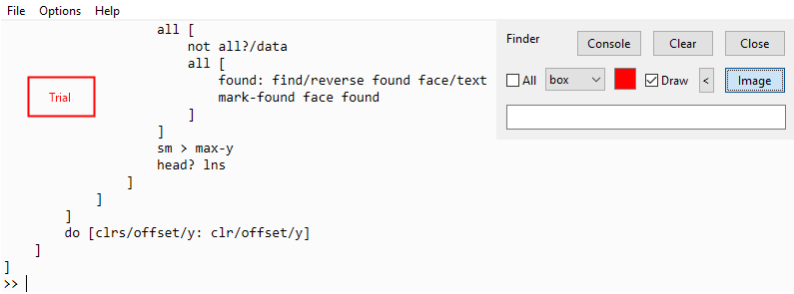 File Options Help
all [
not all?/data
all [
found: find/reverse found face/text
mark-found face found
]
]
sm > max-y
head? lns
]
]
]
do [clrs/offset/y: clr/offset/y]
]
]
>>
Trial
Finder Console Clear Close
All box Draw < Image